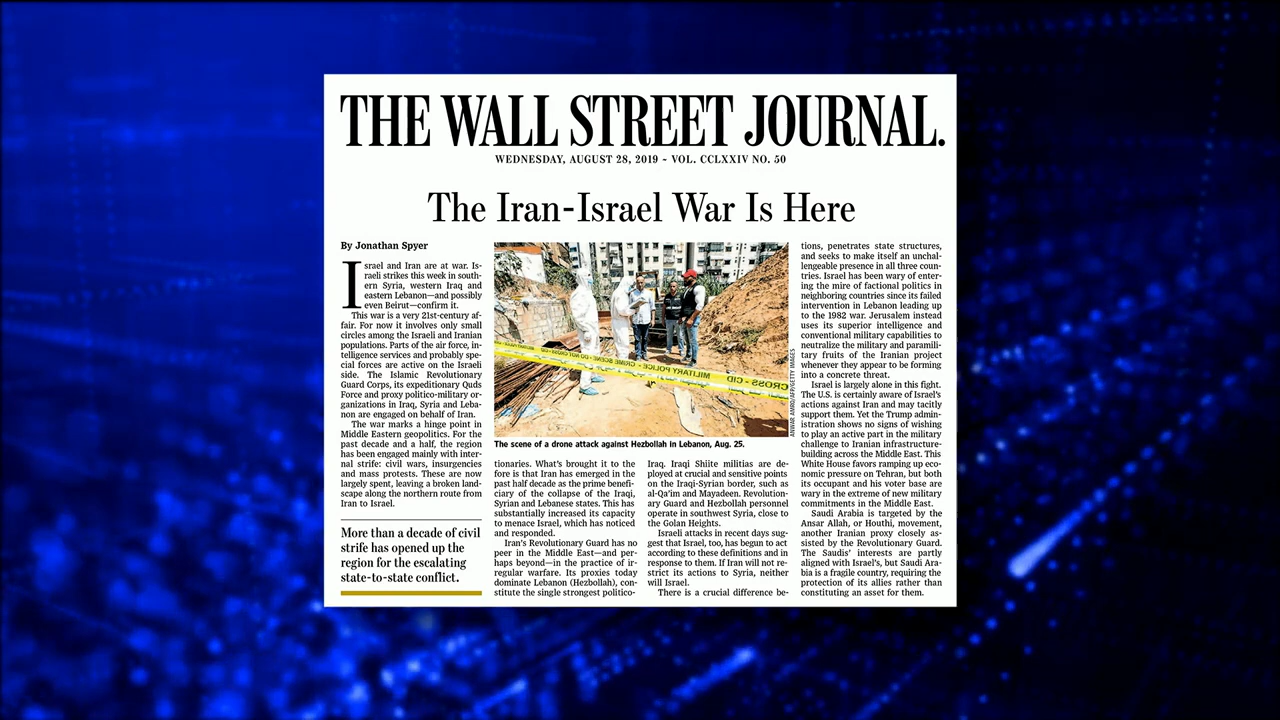 THE WALL STREET JOURNAL.
WEDNESDAY, AUGUST 28, 2019 ~ VOL. CCLXXIV NO. 50
The Iran-Israel War Is Here
By Jonathan Spyer
Israel and Iran are at war. Is-
raeli strikes this week in south-
ern Syria, western Iraq and
eastern Lebanon—and possibly
even Beirut—confirm it.
This war is a very 21st-century af-
fair. For now it involves only small
circles among the Israeli and Iranian
populations. Parts of the air force, in-
telligence services and probably spe-
cial forces are active on the Israeli
side. The Islamic Revolutionary
Guard Corps, its expeditionary Quds
Force and proxy politico-military or-
ganizations in Iraq, Syria and Leba-
non are engaged on behalf of Iran.
The war marks a hinge point in
Middle Eastern geopolitics. For the
past decade and a half, the region
has been engaged mainly with inter-
nal strife: civil wars, insurgencies
and mass protests. These are now
largely spent, leaving a broken land-
scape along the northern route from
Iran to Israel.
More than a decade of civil
strife has opened up the
region for the escalating
state-to-state conflict.
MILITARY POLICE - CRIME SCENE - DO NOT CROSS - CID
CROSS - CID
ANWAR AMRO/AFP/GETTY IMAGES
The scene of a drone attack against Hezbollah in Lebanon, Aug. 25.
tionaries. What's brought it to the
fore is that Iran has emerged in the
past half decade as the prime benefi-
ciary of the collapse of the Iraqi,
Syrian and Lebanese states. This has
substantially increased its capacity
to menace Israel, which has noticed
and responded.
Iran's Revolutionary Guard has no
peer in the Middle East—and per-
haps beyond—in the practice of ir-
regular warfare. Its proxies today
dominate Lebanon (Hezbollah), con-
stitute the single strongest politico-
Iraq. Iraqi Shiite militias are de-
ployed at crucial and sensitive points
on the Iraqi-Syrian border, such as
al-Qa'im and Mayadeen. Revolution-
ary Guard and Hezbollah personnel
operate in southwest Syria, close to
the Golan Heights.
Israeli attacks in recent days sug-
gest that Israel, too, has begun to act
according to these definitions and in
response to them. If Iran will not re-
strict its actions to Syria, neither
will Israel.
There is a crucial difference be-
tions, penetrates state structures,
and seeks to make itself an unchal-
lengeable presence in all three coun-
tries. Israel has been wary of enter-
ing the mire of factional politics in
neighboring countries since its failed
intervention in Lebanon leading up
to the 1982 war. Jerusalem instead
uses its superior intelligence and
conventional military capabilities to
neutralize the military and paramili-
tary fruits of the Iranian project
whenever they appear to be forming
into a concrete threat.
Israel is largely alone in this fight.
The U.S. is certainly aware of Israel's
actions against Iran and may tacitly
support them. Yet the Trump admin-
istration shows no signs of wishing
to play an active part in the military
challenge to Iranian infrastructure-
building across the Middle East. This
White House favors ramping up eco-
nomic pressure on Tehran, but both
its occupant and his voter base are
wary in the extreme of new military
commitments in the Middle East.
Saudi Arabia is targeted by the
Ansar Allah, or Houthi, movement,
another Iranian proxy closely as-
sisted by the Revolutionary Guard.
The Saudis' interests are partly
aligned with Israel's, but Saudi Ara-
bia is a fragile country, requiring the
protection of its allies rather than
constituting an asset for them.